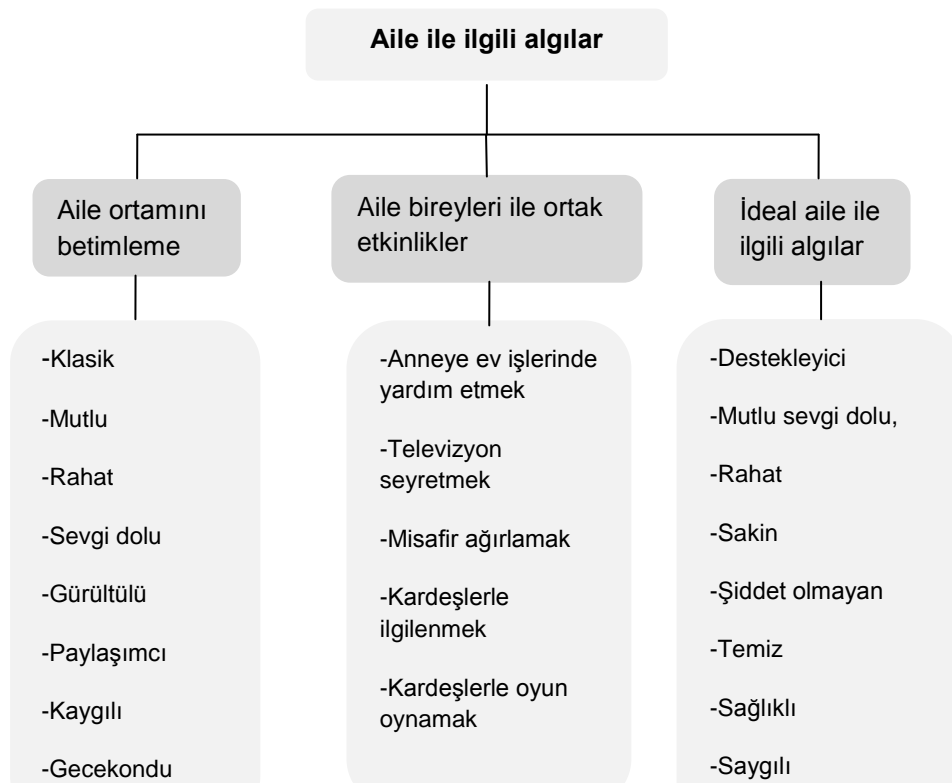 Aile ile ilgili algılar
Aile ortamını
betimleme
Aile bireyleri ile ortak
etkinlikler
İdeal aile ile
ilgili algılar
-Klasik
-Mutlu
-Rahat
-Sevgi dolu
-Gürültülü
-Paylaşımcı
-Kaygılı
-Gecekondu
-Anneye ev işlerinde
yardım etmek
-Televizyon
seyretmek
-Misafir ağırlamak
-Kardeşlerle
ilgilenmek
-Kardeşlerle oyun
oynamak
-Destekleyici
-Mutlu sevgi dolu,
-Rahat
-Sakin
-Şiddet olmayan
-Temiz
-Sağlıklı
-Saygılı